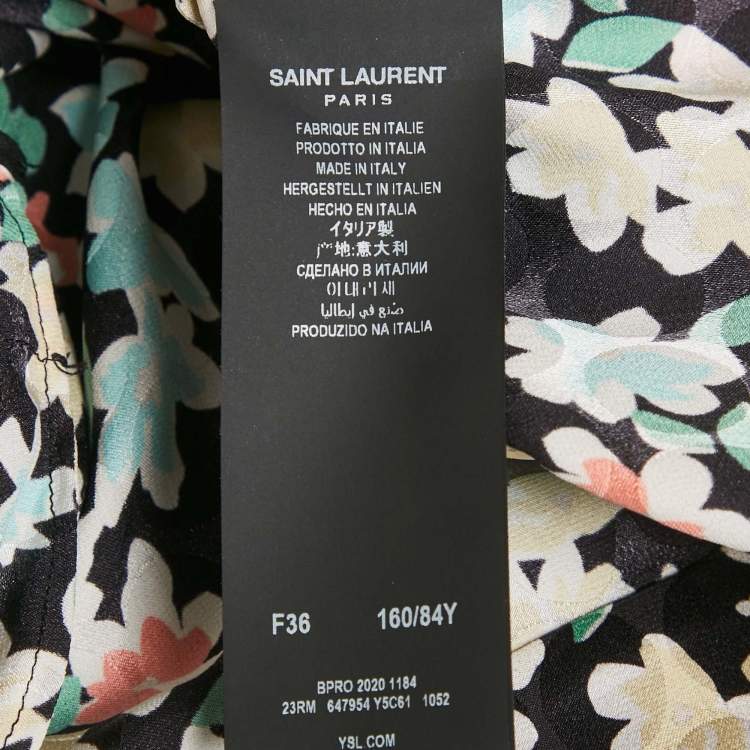 SAINT LAURENT
PARIS
FABRIQUE EN ITALIE
PRODOTTO IN ITALIA
MADE IN ITALY
HERGESTELLT IN ITALIEN
HECHO EN ITALIA
イタリア製
地:意大利
СДЕЛАНО В ИТАЛИИ
صنع في إيطاليا
PRODUZIDO NA ITALIA
F36 160/84Y
BPRO 2020 1184
23RM 647954 Y5C61 1052
YSL.COM